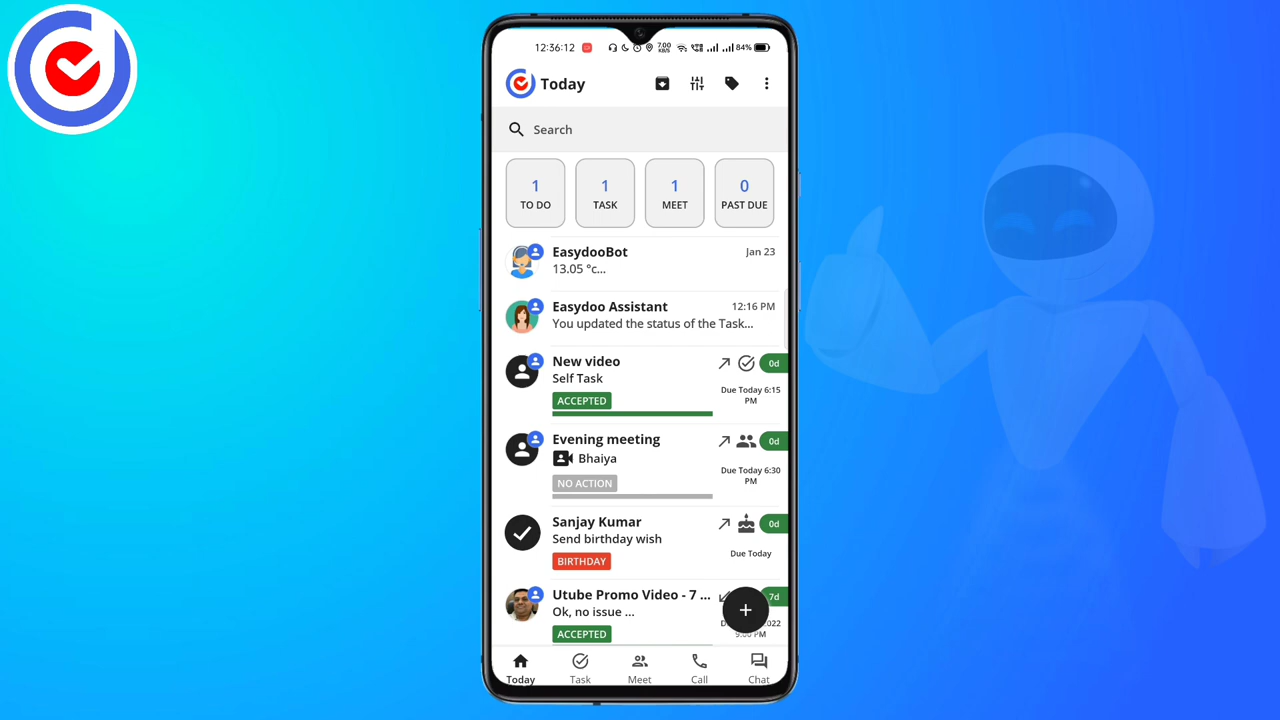 12:36:12 7.00 KB/S 84%
Today
Search
1 1 1 0
TO DO TASK MEET PAST DUE
EasydooBot Jan 23
13.05 °c...
Easydoo Assistant 12:16 PM
You updated the status of the Task...
New video 0d
Self Task
Due Today 6:15
PM
ACCEPTED
Evening meeting 0d
Bhaiya
Due Today 6:30
PM
NO ACTION
Sanjay Kumar 0d
Send birthday wish
Due Today
BIRTHDAY
Utube Promo Video - 7 ... 7d
Ok, no issue ...
ACCEPTED
+
Today Task Meet Call Chat